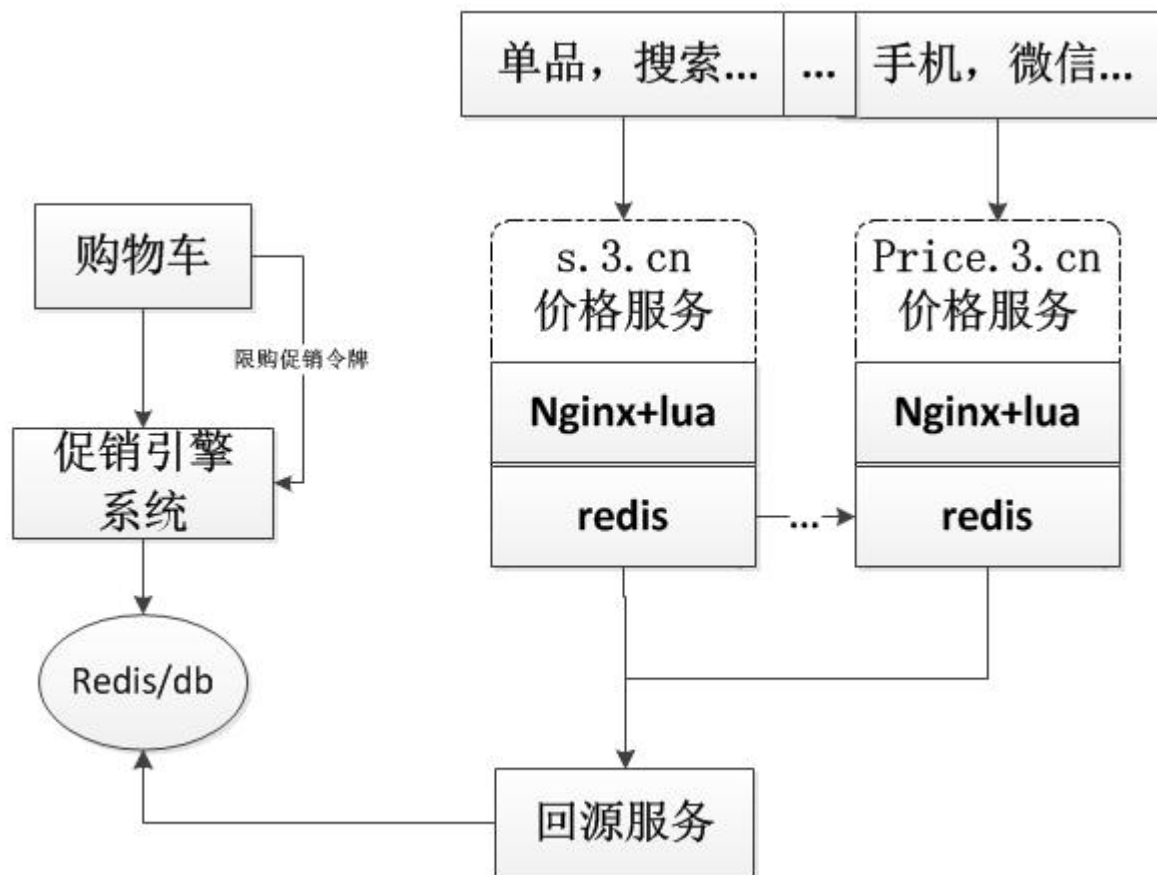 单品，搜索...
...
手机，微信...
购物车
s.3.cn
价格服务
Price.3.cn
价格服务
限购促销令牌
Nginx+lua
Nginx+lua
促销引擎
系统
redis
...
redis
Redis/db
回源服务